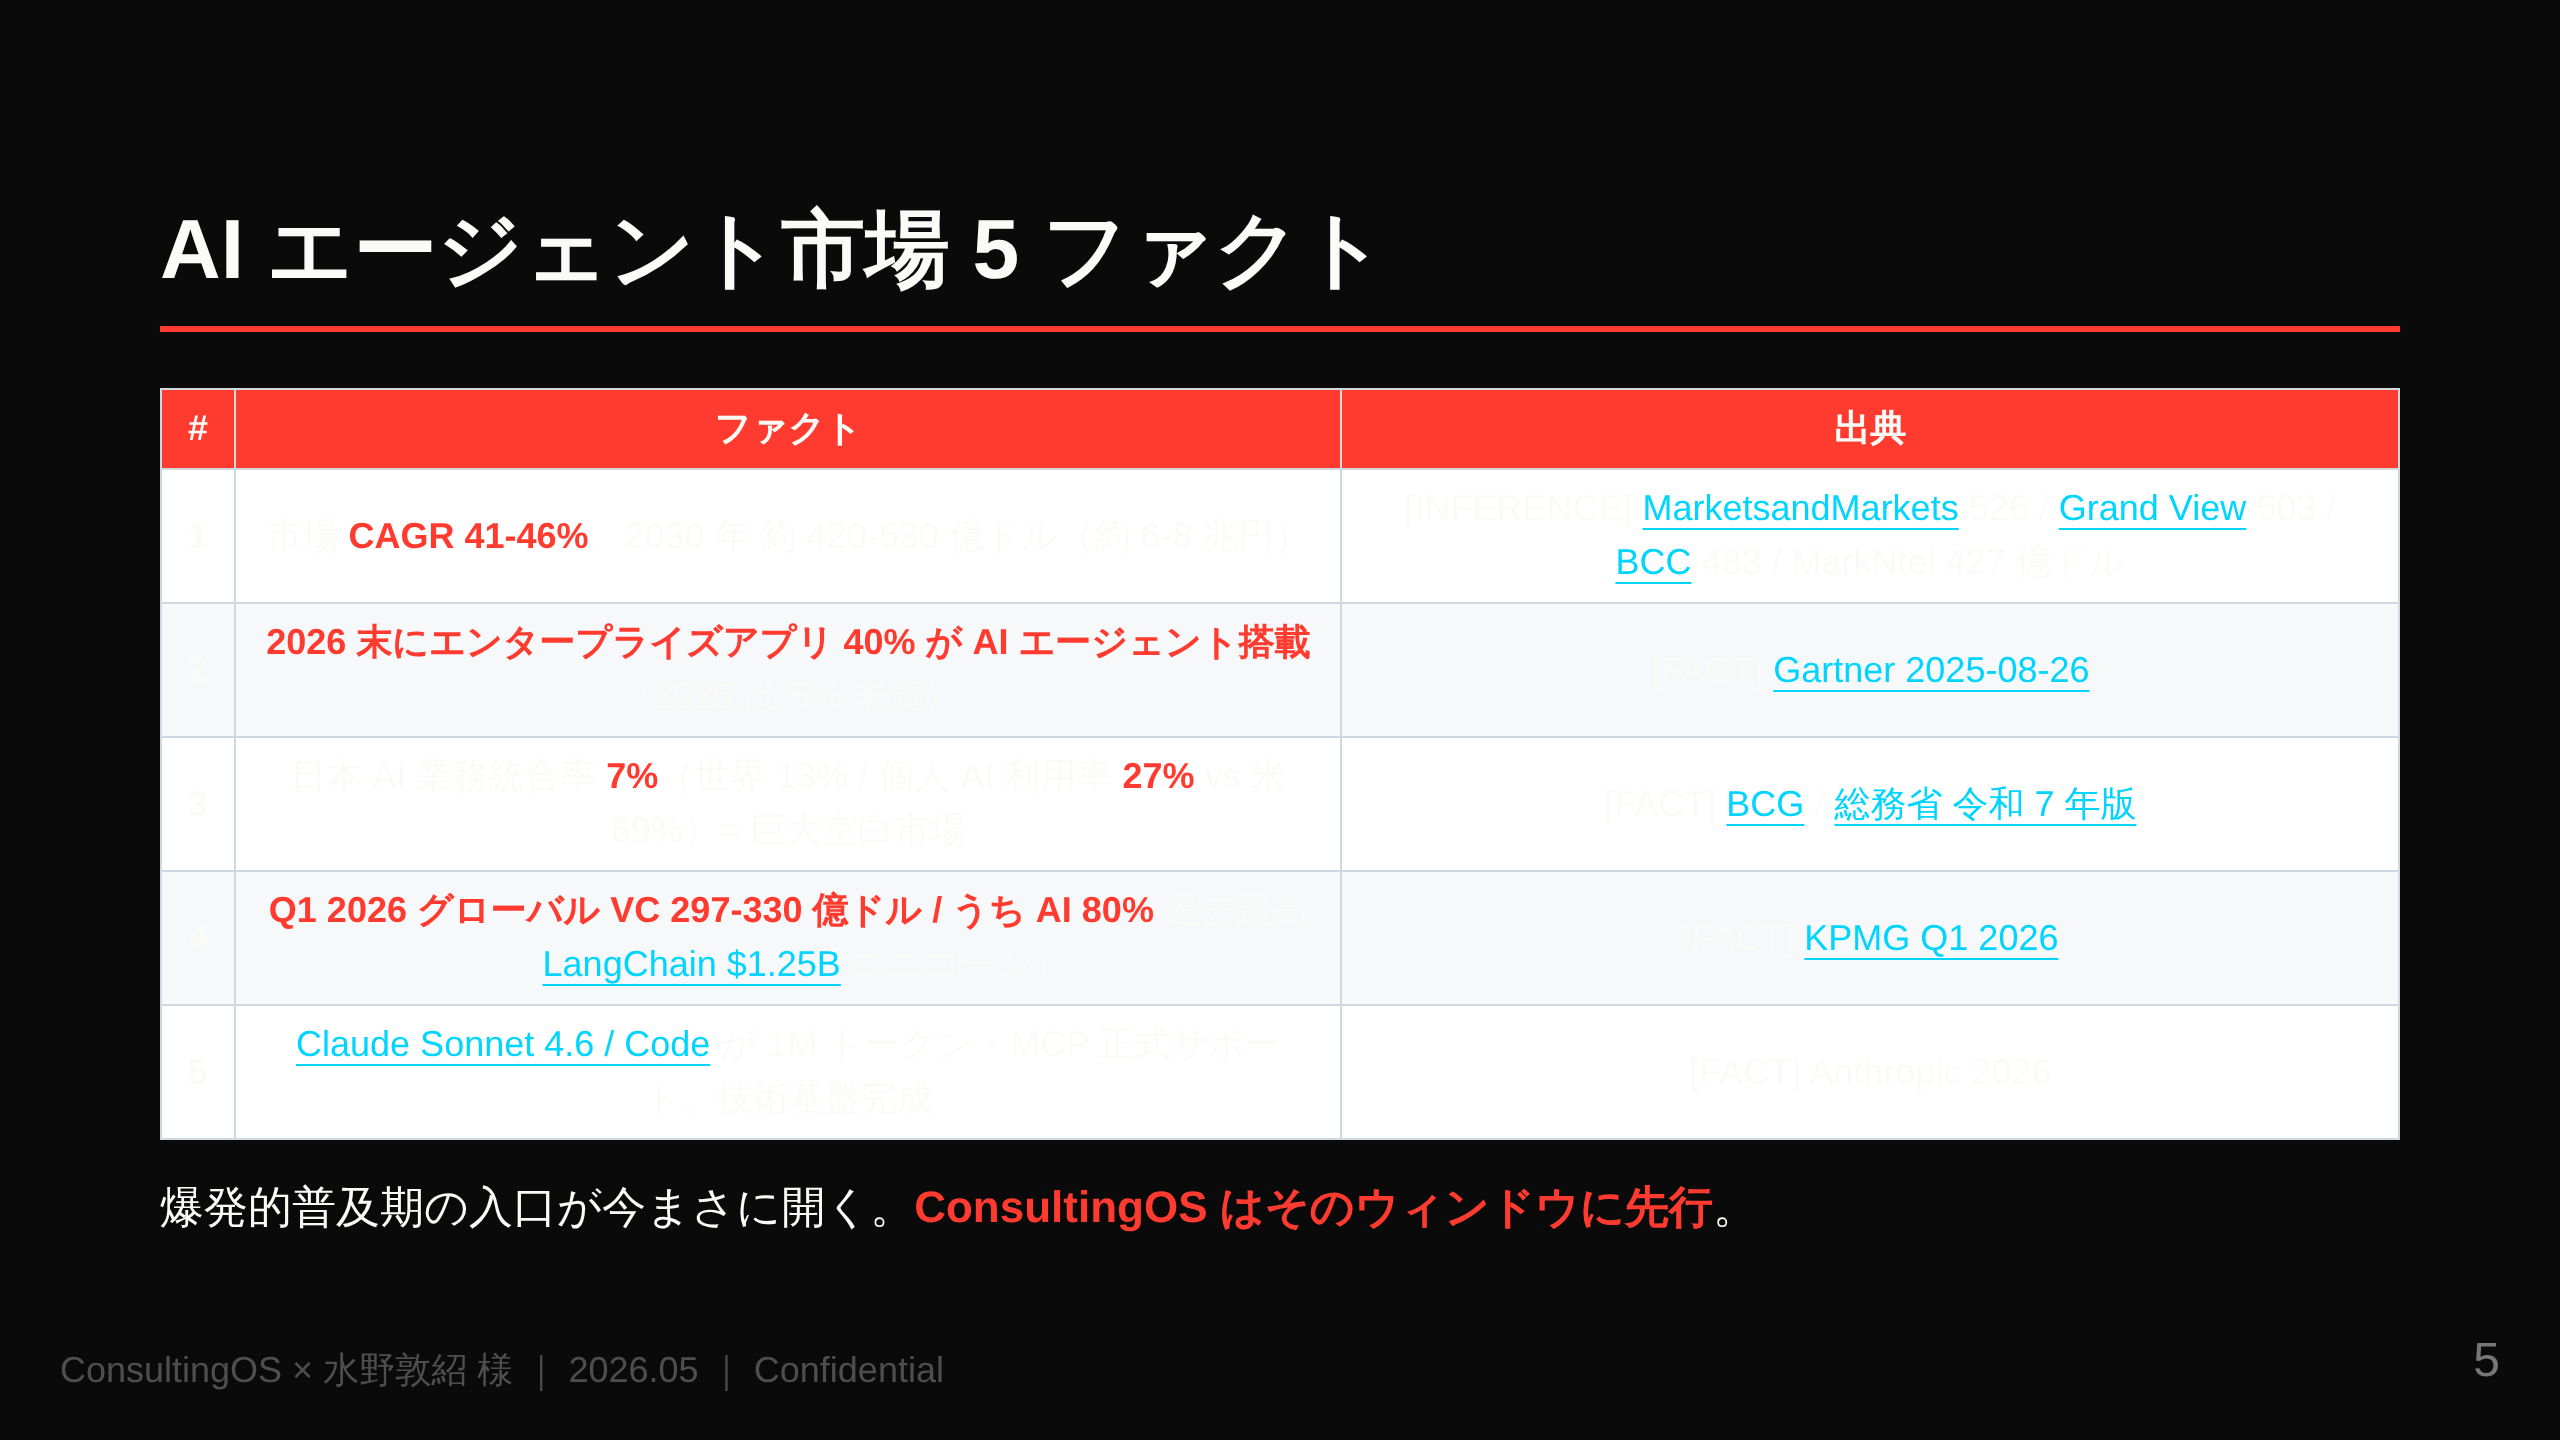 AI エージェント市場 5 ファクト
# ファクト 出典
1 市場 CAGR 41-46% 2030 年 約 420-530 億ドル（約 6-8 兆円） [INFERENCE] MarketsandMarkets 526 / Grand View 503 /
BCC 483 / MarkNtel 427 億ドル
2 2026 末にエンタープライズアプリ 40% が AI エージェント搭載
（2025 は 5% 未満） [FACT] Gartner 2025-08-26
3 日本 AI 業務統合率 7%（世界 13% / 個人 AI 利用率 27% vs 米
69%）= 巨大空白市場 [FACT] BCG / 総務省 令和 7 年版
4 Q1 2026 グローバル VC 297-330 億ドル / うち AI 80% 過去最高
LangChain $1.25B [FACT] KPMG Q1 2026
5 Claude Sonnet 4.6 / Code が 1M トークン・MCP 正式サポー
ト、技術基盤完成 [FACT] Anthropic 2026
爆発的普及期の入口が今まさに開く。ConsultingOS はそのウィンドウに先行。
ConsultingOS × 水野敦紹 様 ｜ 2026.05 ｜ Confidential
5